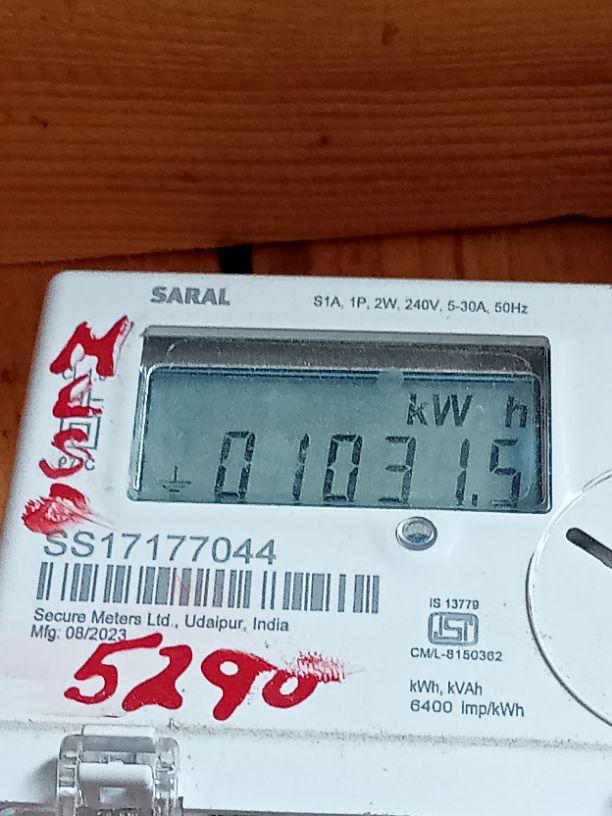 SARAL
S1A, 1P, 2W, 240V, 5-30A, 50Hz
kW h
01031.5
SS17177044
Secure Meters Ltd., Udaipur, India
Mfg: 08/2023
IS 13779
ISI
CM/L-8150362
kWh, kVAh
6400 imp/kWh
5290